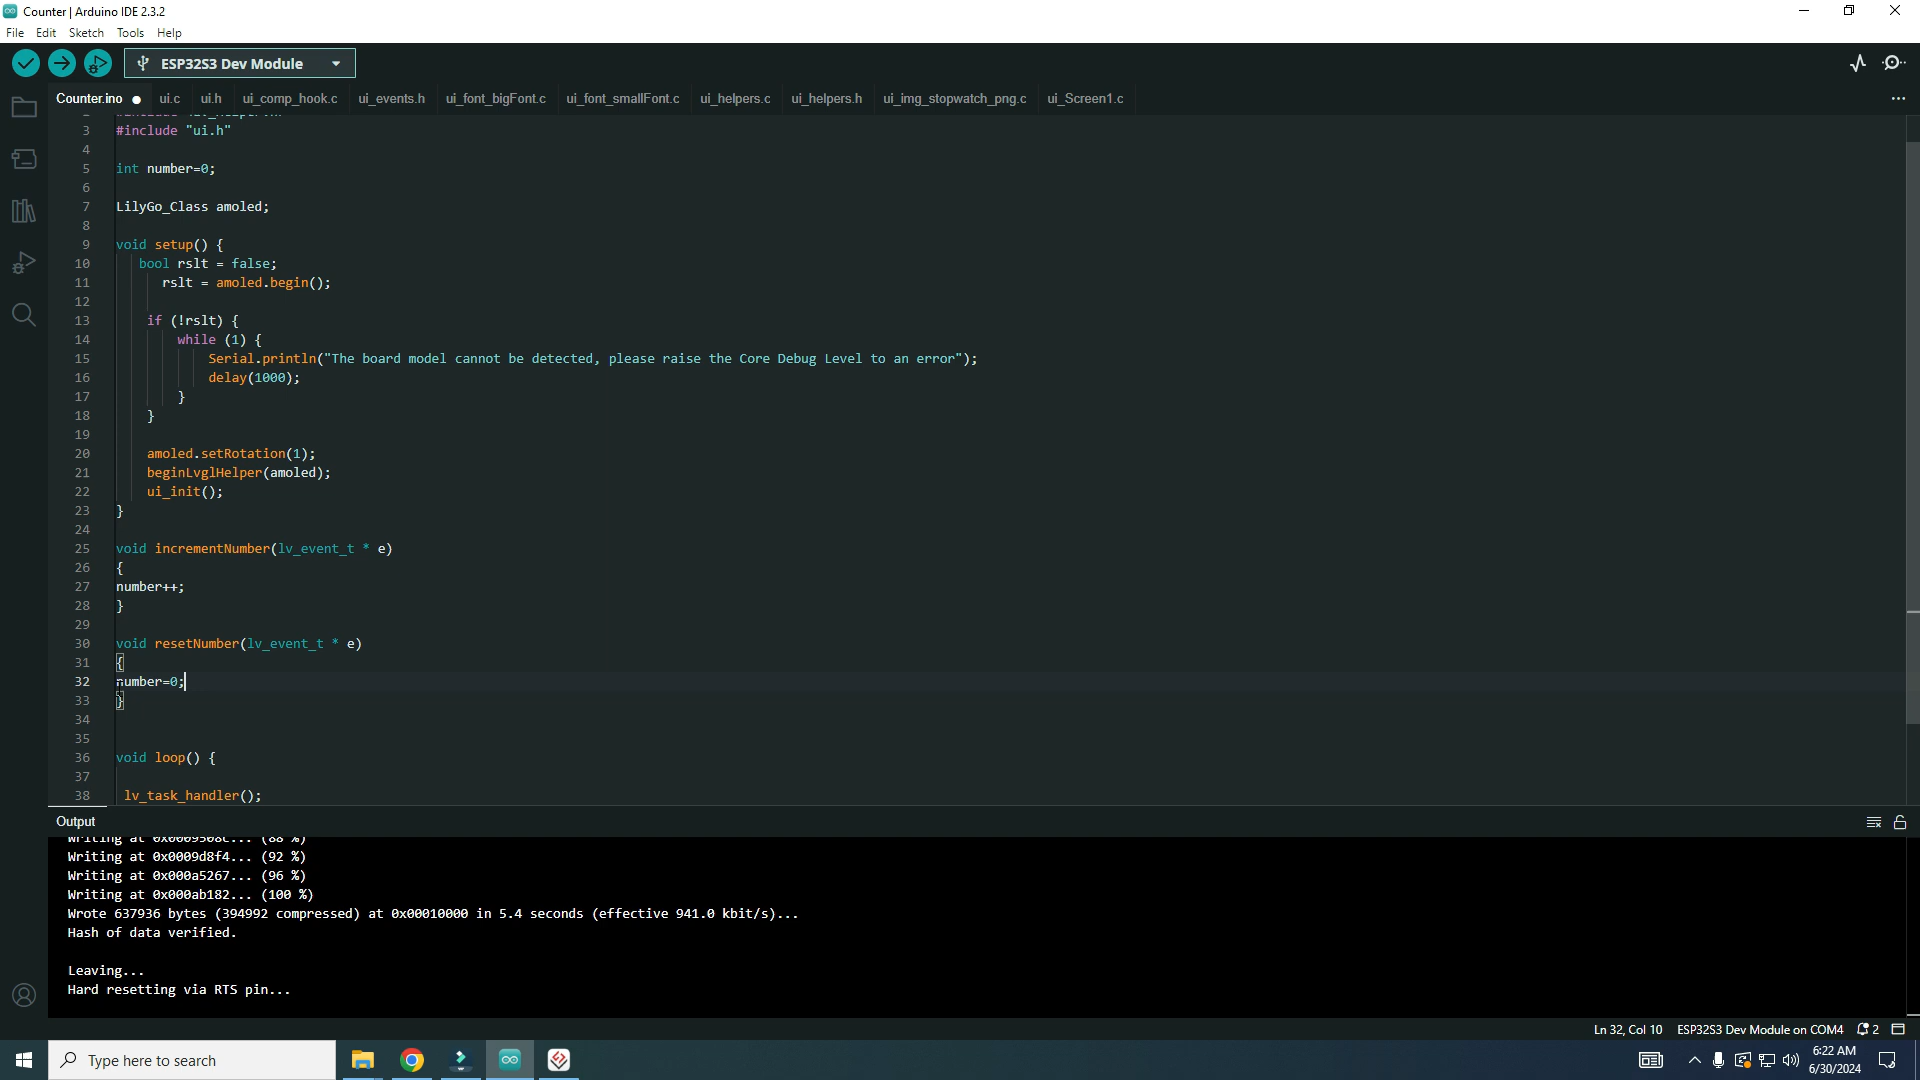 Counter | Arduino IDE 2.3.2
File Edit Sketch Tools Help
ESP32S3 Dev Module
Counter.ino ui.c ui.h ui_comp_hook.c ui_events.h ui_font_bigFont.c ui_font_smallFont.c ui_helpers.c ui_helpers.h ui_img_stopwatch_png.c ui_Screen1.c
3 #include "ui.h"
4
5 int number=0;
6
7 LilyGo_Class amoled;
8
9 void setup() {
10 bool rslt = false;
11 rslt = amoled.begin();
12
13 if (!rslt) {
14 while (1) {
15 Serial.println("The board model cannot be detected, please raise the Core Debug Level to an error");
16 delay(1000);
17 }
18 }
19
20 amoled.setRotation(1);
21 beginLvglHelper(amoled);
22 ui_init();
23 }
24
25 void incrementNumber(lv_event_t * e)
26 {
27 number++;
28 }
29
30 void resetNumber(lv_event_t * e)
31 {
32 number=0;
33 }
34
35
36 void loop() {
37
38 lv_task_handler();
Output
Writing at 0x0009508c... (88 %)
Writing at 0x0009d8f4... (92 %)
Writing at 0x000a5267... (96 %)
Writing at 0x000ab182... (100 %)
Wrote 637936 bytes (394992 compressed) at 0x00010000 in 5.4 seconds (effective 941.0 kbit/s)...
Hash of data verified.
Leaving...
Hard resetting via RTS pin...
Ln 32, Col 10 ESP32S3 Dev Module on COM4 2
Type here to search
6:22 AM
6/30/2024